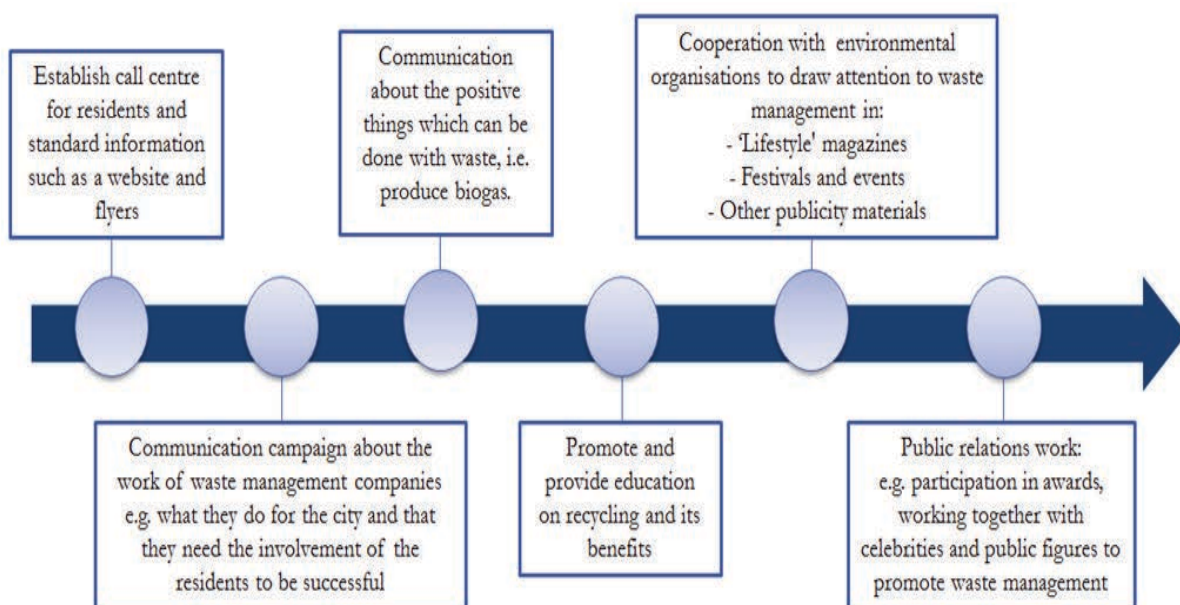 Establish call centre
for residents and
standard information
such as a website and
flyers
Communication campaign about the
work of waste management companies
e.g. what they do for the city and that
they need the involvement of the
residents to be successful
Communication
about the positive
things which can be
done with waste, i.e.
produce biogas.
Promote and
provide education
on recycling and its
benefits
Cooperation with environmental
organisations to draw attention to waste
management in:
- 'Lifestyle' magazines
- Festivals and events
- Other publicity materials
Public relations work:
e.g. participation in awards,
working together with
celebrities and public figures to
promote waste management